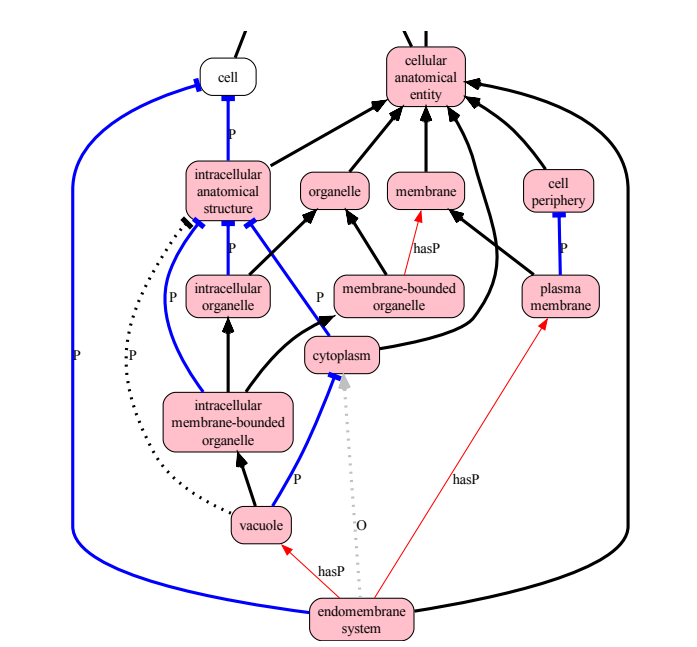 cellular
anatomical
entity
cell
P
intracellular
anatomical
structure
organelle
membrane
cell
periphery
P
hasP
P
intracellular
organelle
P
P
membrane-bounded
organelle
plasma
membrane
P
P
cytoplasm
intracellular
membrane-bounded
organelle
P
hasP
vacuole
O
hasP
endomembrane
system